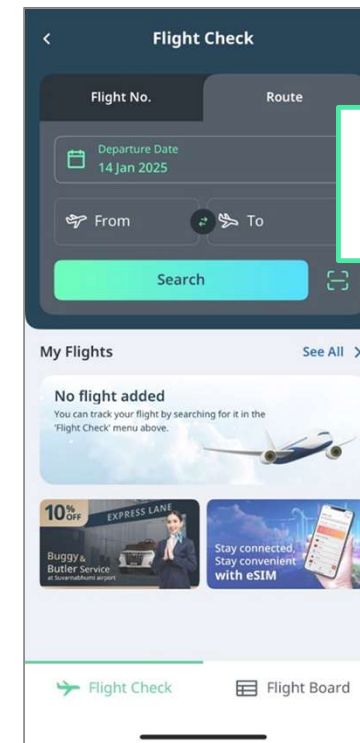 Flight Check
Flight No.
Route
Departure Date
14 Jan 2025
From
To
Search
My Flights
See All
No flight added
You can track your flight by searching for it in the
'Flight Check' menu above.
10% OFF
EXPRESS LANE
Buggy &
Butler Service
at Suvarnabhumi airport
Stay connected,
Stay convenient
with eSIM
Flight Check
Flight Board